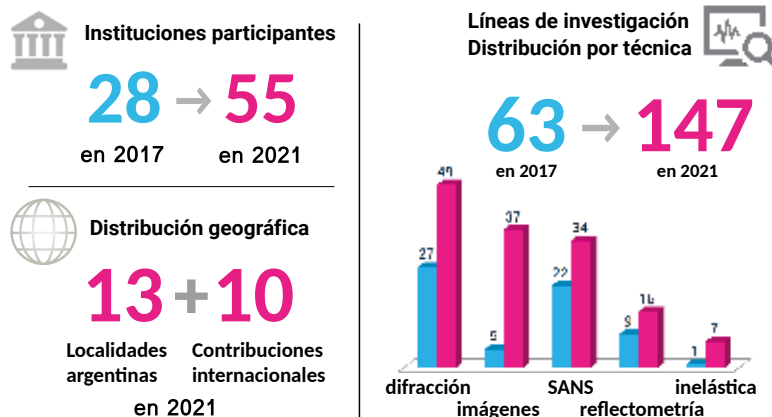 Instituciones participantes
28 → 55
en 2017 en 2021
Distribución geográfica
13 + 10
Localidades argentinas
Contribuciones internacionales
en 2021
Líneas de investigación
Distribución por técnica
63 → 147
en 2017 en 2021
49
27
37
5
34
22
16
9
7
1
difracción
imágenes
SANS
reflectometría
inelástica